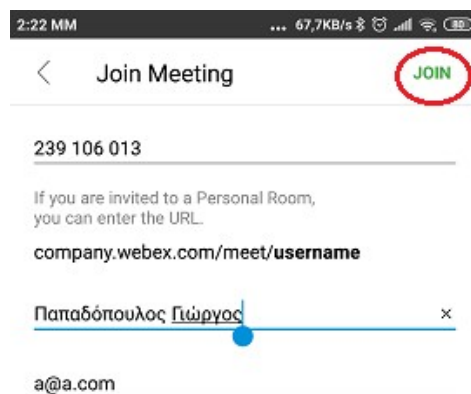 2:22 MM ... 67,7KB/s 80
Join Meeting JOIN
239 106 013
If you are invited to a Personal Room,
you can enter the URL.
company.webex.com/meet/username
Παπαδόπουλος Γιώργος
a@a.com